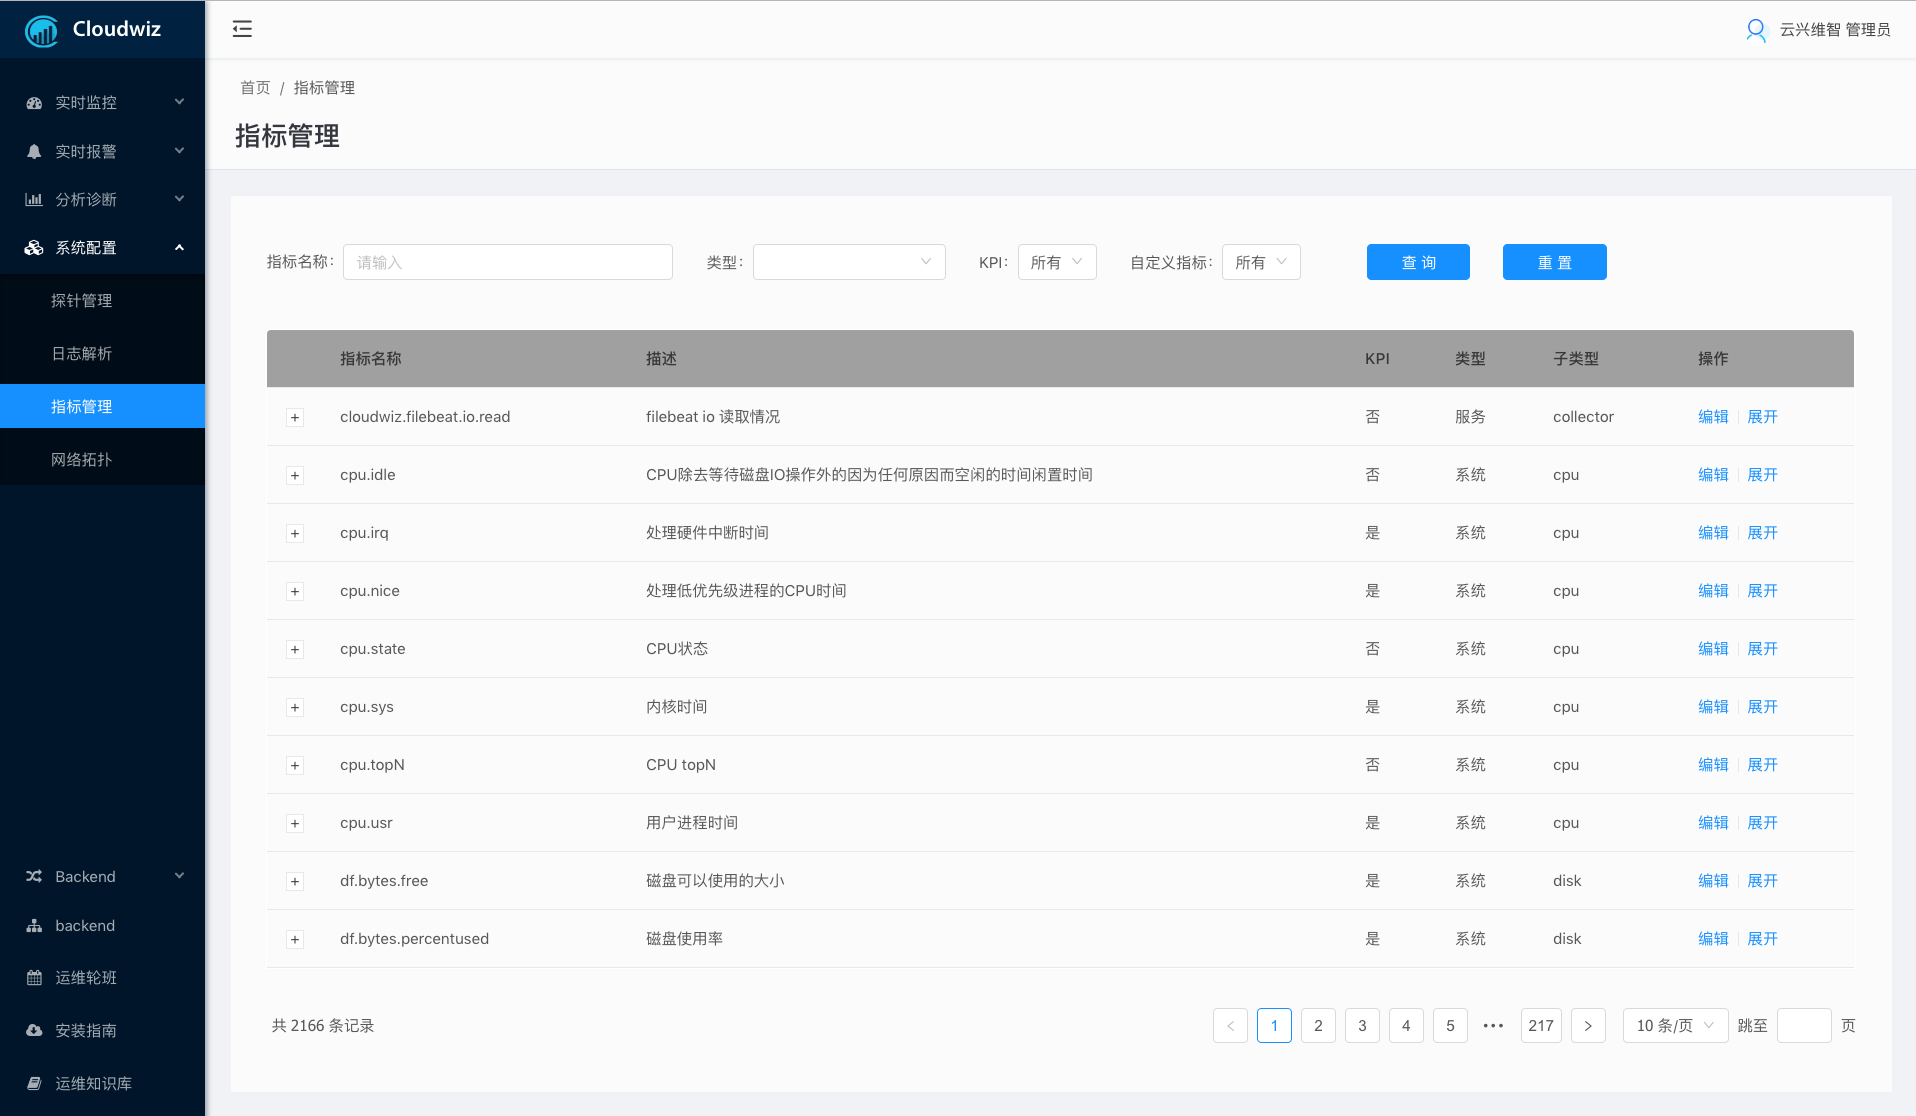 Cloudwiz
云兴维智 管理员
实时监控
实时报警
分析诊断
系统配置
探针管理
日志解析
指标管理
网络拓扑
Backend
backend
运维轮班
安装指南
运维知识库
首页 / 指标管理
指标管理
指标名称: 请输入 类型: KPI: 所有 自定义指标: 所有 查 询 重 置
指标名称 描述 KPI 类型 子类型 操作
+ cloudwiz.filebeat.io.read filebeat io 读取情况 否 服务 collector 编辑 展开
+ cpu.idle CPU除去等待磁盘IO操作外的因为任何原因而空闲的时间闲置时间 否 系统 cpu 编辑 展开
+ cpu.irq 处理硬件中断时间 是 系统 cpu 编辑 展开
+ cpu.nice 处理低优先级进程的CPU时间 是 系统 cpu 编辑 展开
+ cpu.state CPU状态 否 系统 cpu 编辑 展开
+ cpu.sys 内核时间 是 系统 cpu 编辑 展开
+ cpu.topN CPU topN 否 系统 cpu 编辑 展开
+ cpu.usr 用户进程时间 是 系统 cpu 编辑 展开
+ df.bytes.free 磁盘可以使用的大小 是 系统 disk 编辑 展开
+ df.bytes.percentused 磁盘使用率 是 系统 disk 编辑 展开
共 2166 条记录 < 1 2 3 4 5 ••• 217 > 10 条/页 跳至 页